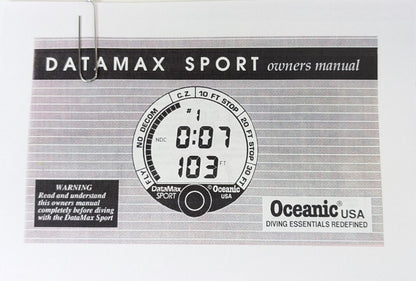 DATAMAX SPORT owners manual
FLY
NO DECOM
C.Z.
10 FT STOP
20 FT STOP
30 FT
#1
NDC 0:07
103 FT
DataMax © Oceanic
SPORT USA
WARNING
Read and understand
this owners manual
completely before diving
with the DataMax Sport
Oceanic® USA
DIVING ESSENTIALS REDEFINED